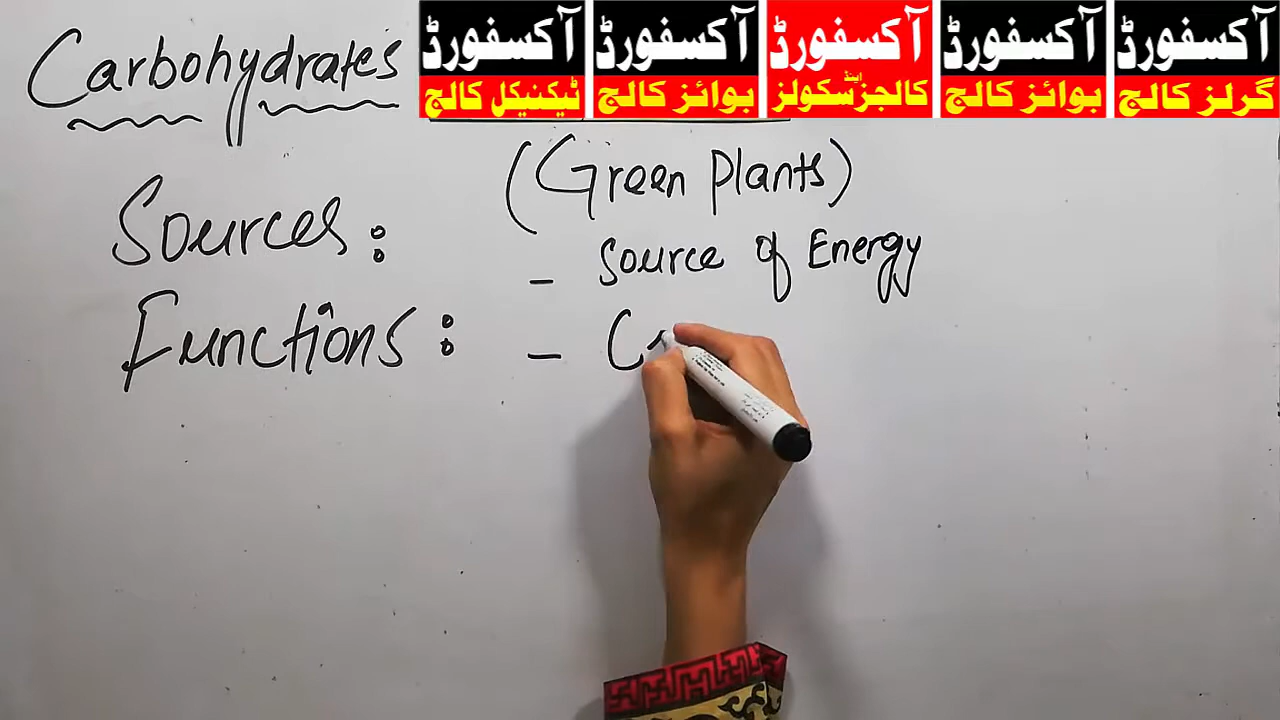 Carbohydrates
آکسفورڈ
ٹیکنیکل کالج
آکسفورڈ
بوائز کالج
آکسفورڈ
کالجز اینڈ سکولز
آکسفورڈ
بوائز کالج
آکسفورڈ
گرلز کالج
Sources: (Green plants)
- Source of Energy
Functions: -